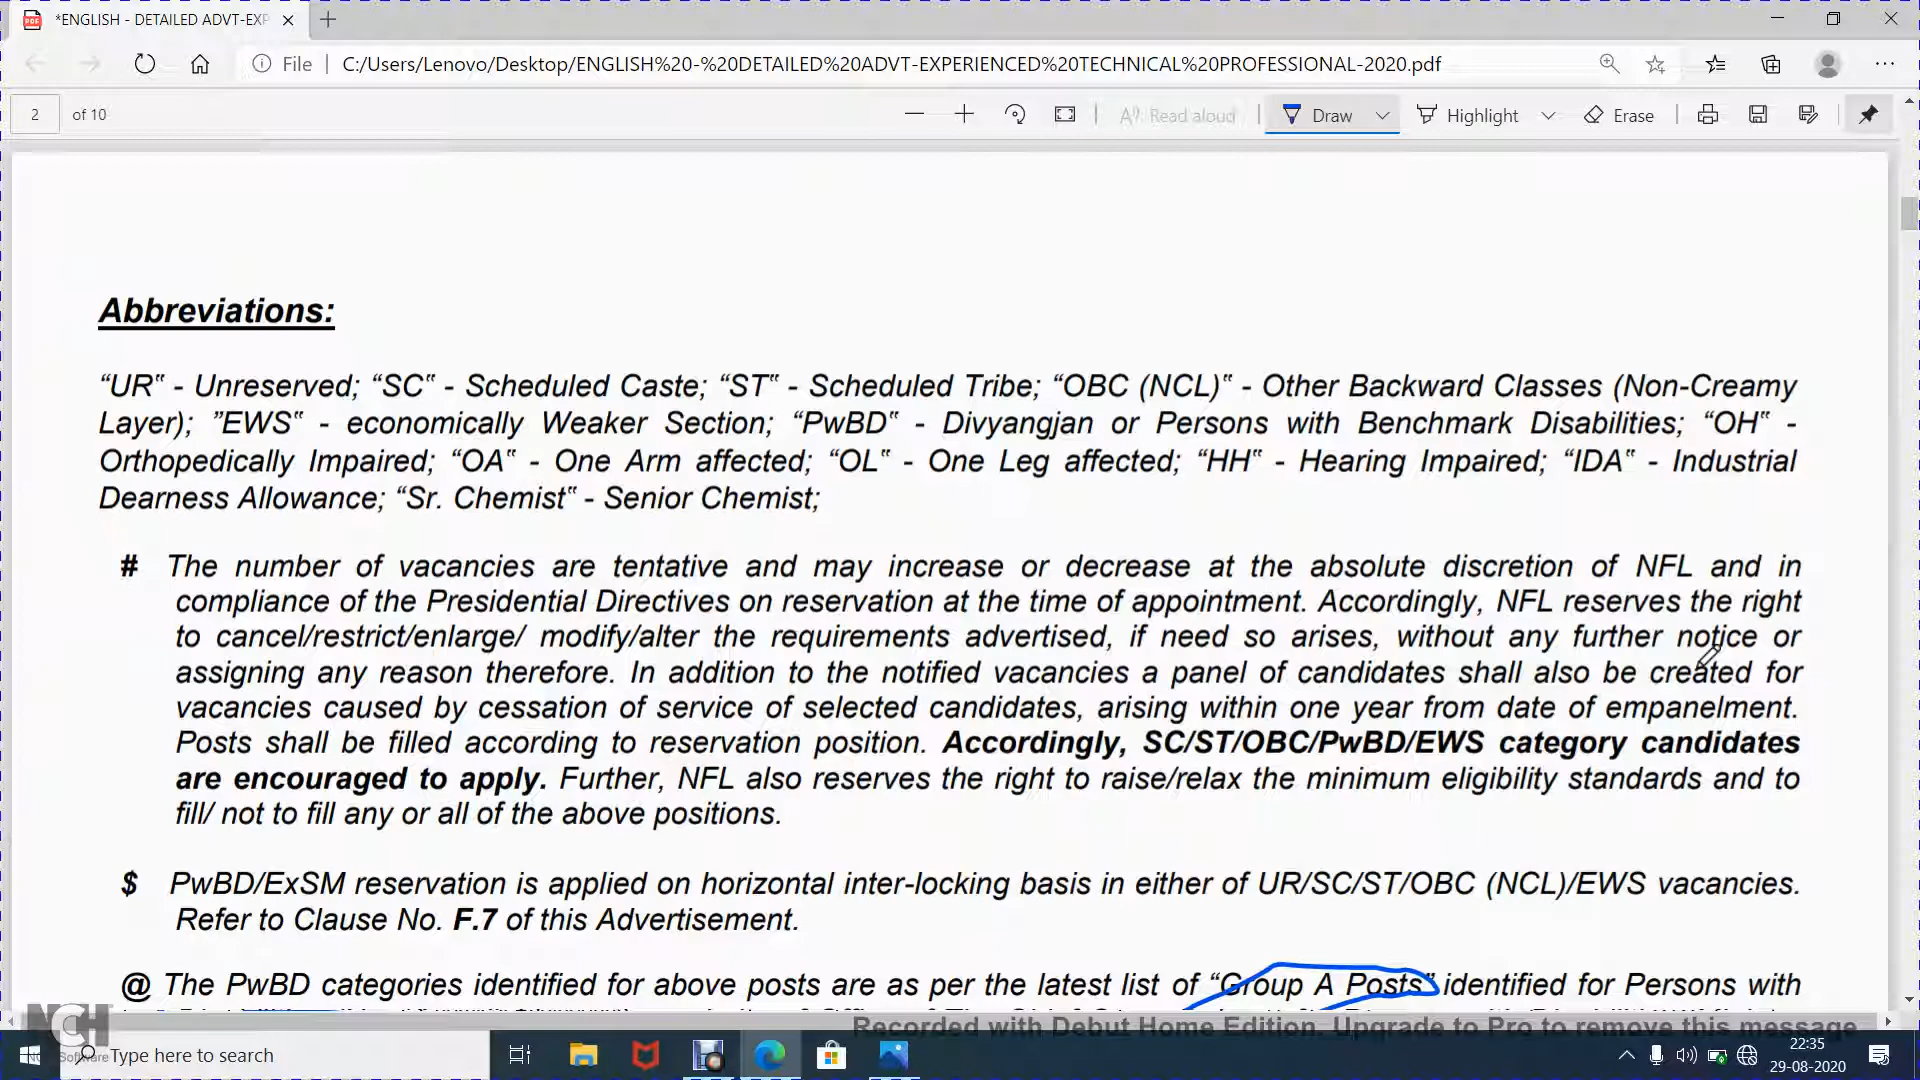 *ENGLISH - DETAILED ADVT-EXP
2 of 10
File C:/Users/Lenovo/Desktop/ENGLISH%20-%20DETAILED%20ADVT-EXPERIENCED%20TECHNICAL%20PROFESSIONAL-2020.pdf
Read aloud Draw Highlight Erase
Abbreviations:
“UR‟ - Unreserved; “SC‟ - Scheduled Caste; “ST‟ - Scheduled Tribe; “OBC (NCL)‟ - Other Backward Classes (Non-Creamy
Layer); ”EWS‟ - economically Weaker Section; “PwBD‟ - Divyangjan or Persons with Benchmark Disabilities; “OH‟ -
Orthopedically Impaired; “OA‟ - One Arm affected; “OL‟ - One Leg affected; “HH‟ - Hearing Impaired; “IDA‟ - Industrial
Dearness Allowance; “Sr. Chemist‟ - Senior Chemist;
# The number of vacancies are tentative and may increase or decrease at the absolute discretion of NFL and in
compliance of the Presidential Directives on reservation at the time of appointment. Accordingly, NFL reserves the right
to cancel/restrict/enlarge/ modify/alter the requirements advertised, if need so arises, without any further notice or
assigning any reason therefore. In addition to the notified vacancies a panel of candidates shall also be created for
vacancies caused by cessation of service of selected candidates, arising within one year from date of empanelment.
Posts shall be filled according to reservation position. Accordingly, SC/ST/OBC/PwBD/EWS category candidates
are encouraged to apply. Further, NFL also reserves the right to raise/relax the minimum eligibility standards and to
fill/ not to fill any or all of the above positions.
$ PwBD/ExSM reservation is applied on horizontal inter-locking basis in either of UR/SC/ST/OBC (NCL)/EWS vacancies.
Refer to Clause No. F.7 of this Advertisement.
@ The PwBD categories identified for above posts are as per the latest list of “Group A Posts” identified for Persons with
NCH
Software
Recorded with Debut Home Edition. Upgrade to Pro to remove this message
Type here to search
22:35
29-08-2020